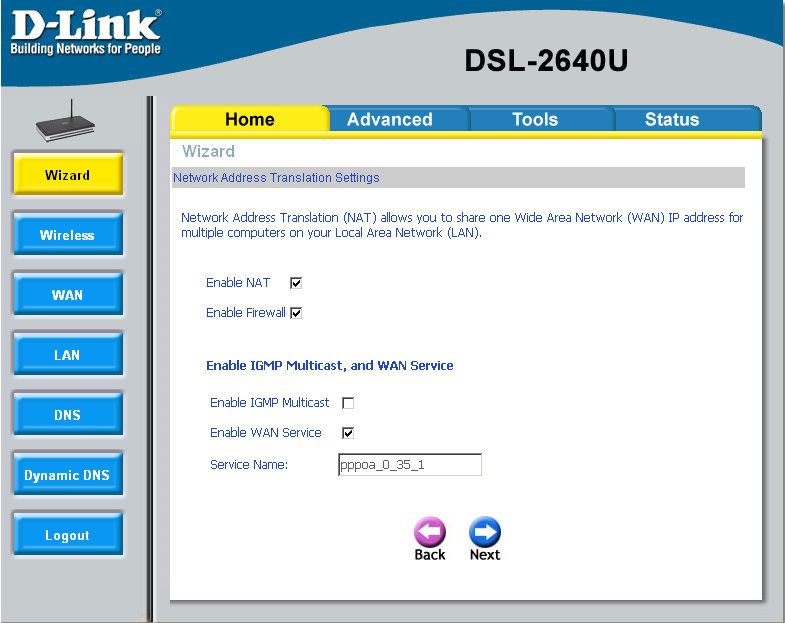 D-Link®
Building Networks for People
DSL-2640U
Home
Advanced
Tools
Status
Wizard
Wireless
WAN
LAN
DNS
Dynamic DNS
Logout
Wizard
Network Address Translation Settings
Network Address Translation (NAT) allows you to share one Wide Area Network (WAN) IP address for
multiple computers on your Local Area Network (LAN).
Enable NAT
Enable Firewall
Enable IGMP Multicast, and WAN Service
Enable IGMP Multicast
Enable WAN Service
Service Name: pppoa_0_35_1
Back
Next